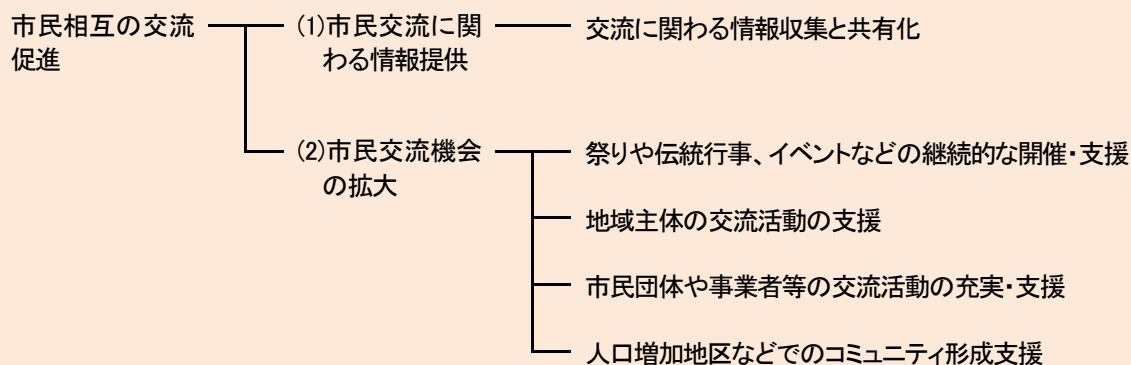 市民相互の交流
促進
(1)市民交流に関
わる情報提供
交流に関わる情報収集と共有化
(2)市民交流機会
の拡大
祭りや伝統行事、イベントなどの継続的な開催・支援
地域主体の交流活動の支援
市民団体や事業者等の交流活動の充実・支援
人口増加地区などでのコミュニティ形成支援